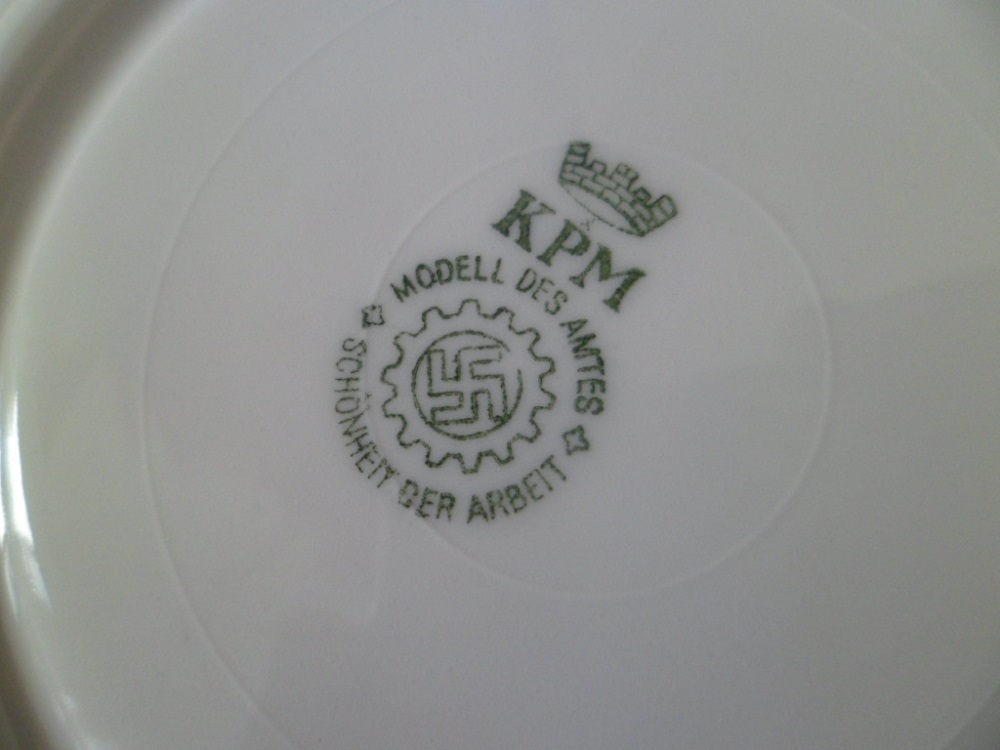 KPM
MODELL DES AMTES
SCHÖNHEIT DER ARBEIT